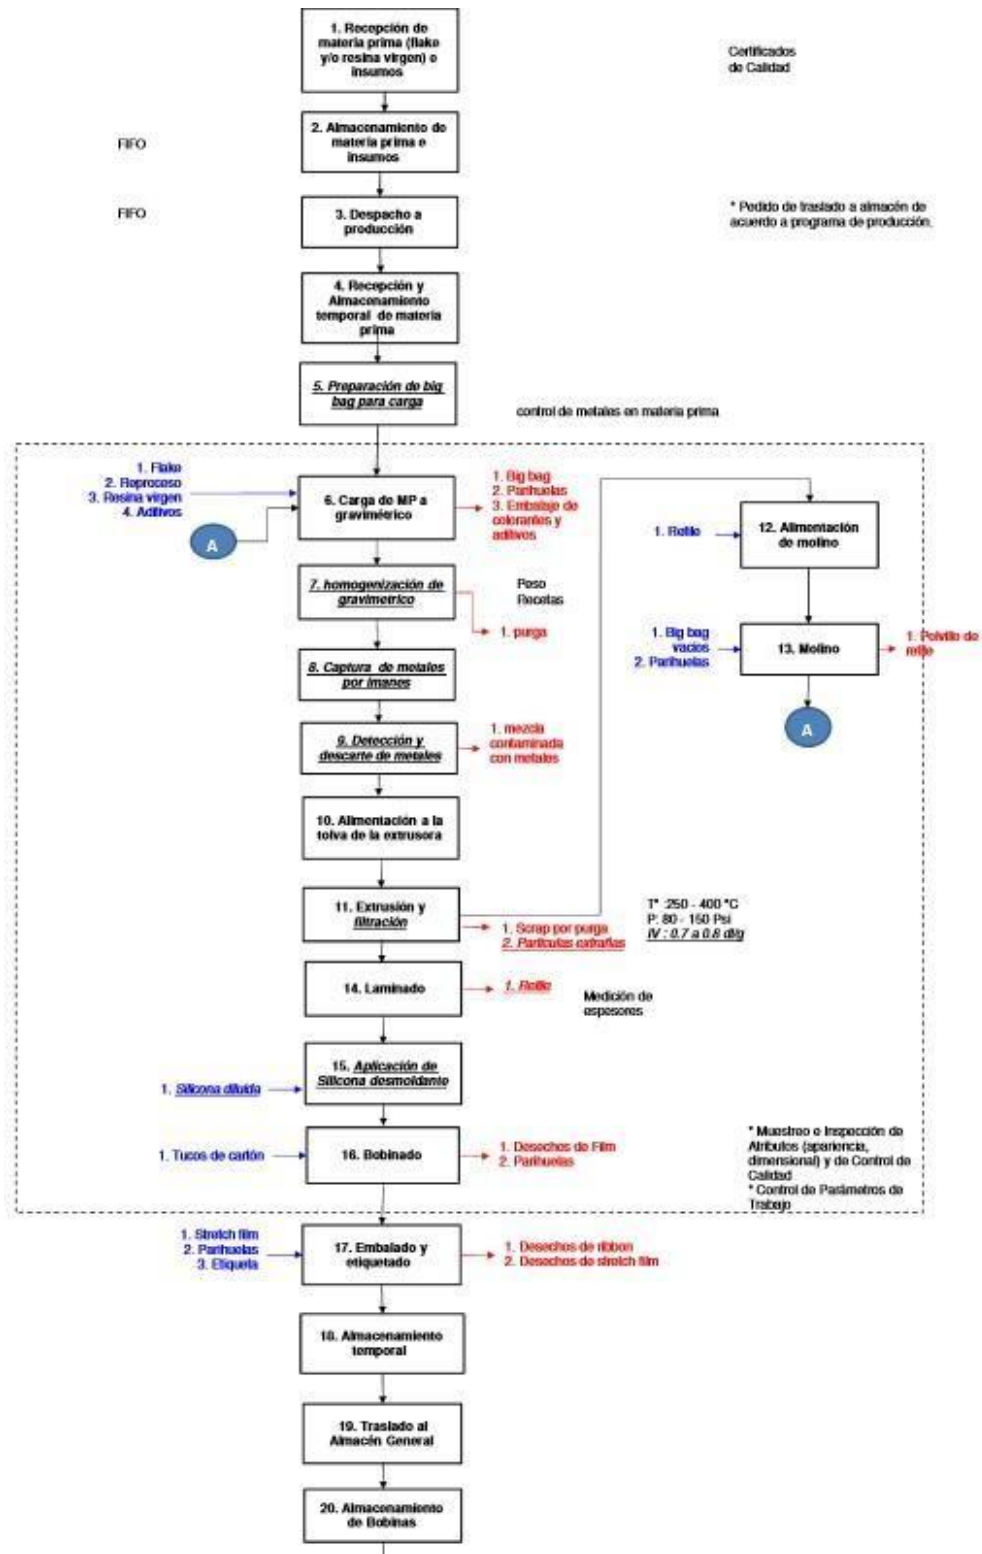 1. Recepción de
materia prima (flake
y/o resina virgen) e
insumos
Certificados
de Calidad
FIFO
2. Almacenamiento de
materia prima e
insumos
FIFO
3. Despacho a
producción
* Pedido de traslado a almacén de
acuerdo a programa de producción.
4. Recepción y
Almacenamiento
temporal de materia
prima
5. Preparación de big
bag para carga
control de metales en materia prima
1. Flake
2. Reproceso
3. Resina virgen
4. Aditivos
A
6. Carga de MP a
gravimétrico
1. Big bag
2. Parihuelas
3. Embalaje de
colorantes y
aditivos
1. Refile
12. Alimentación
de molino
7. homogenización de
gravimetrico
Peso
Recetas
1. purga
1. Big bag
vacios
2. Parihuelas
13. Molino
1. Polvillo de
refile
8. Captura de metales
por imanes
A
9. Detección y
descarte de metales
1. mezcla
contaminada
con metales
10. Alimentación a la
tolva de la extrusora
11. Extrusión y
filtración
1. Scrap por purga
2. Partículas extrañas
T° :250 - 400 °C
P: 80 - 150 Psi
IV : 0.7 a 0.8 dl/g
14. Laminado
1. Refile
Medición de
espesores
1. Silicona diluida
15. Aplicación de
Silicona desmoldante
1. Tucos de cartón
16. Bobinado
1. Desechos de Film
2. Parihuelas
* Muestreo e Inspección de
Atributos (apariencia,
dimensional) y de Control de
Calidad
* Control de Parámetros de
Trabajo
1. Stretch film
2. Parihuelas
3. Etiqueta
17. Embalado y
etiquetado
1. Desechos de ribbon
2. Desechos de stretch film
18. Almacenamiento
temporal
19. Traslado al
Almacén General
20. Almacenamiento
de Bobinas